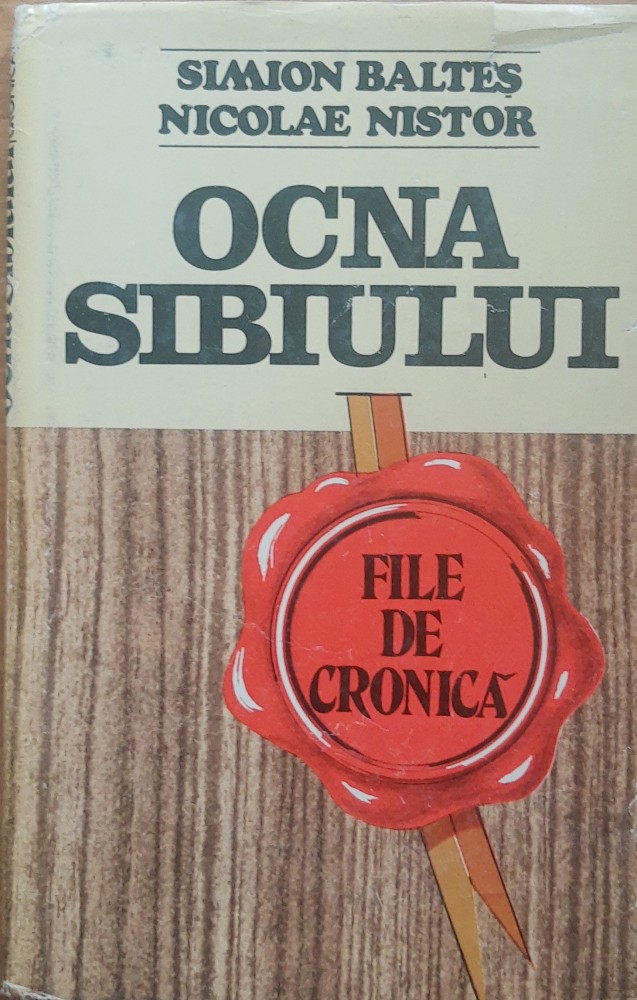 SIMION BALTEȘ
NICOLAE NISTOR
OCNA
SIBIULUI
FILE
DE
CRONICĂ